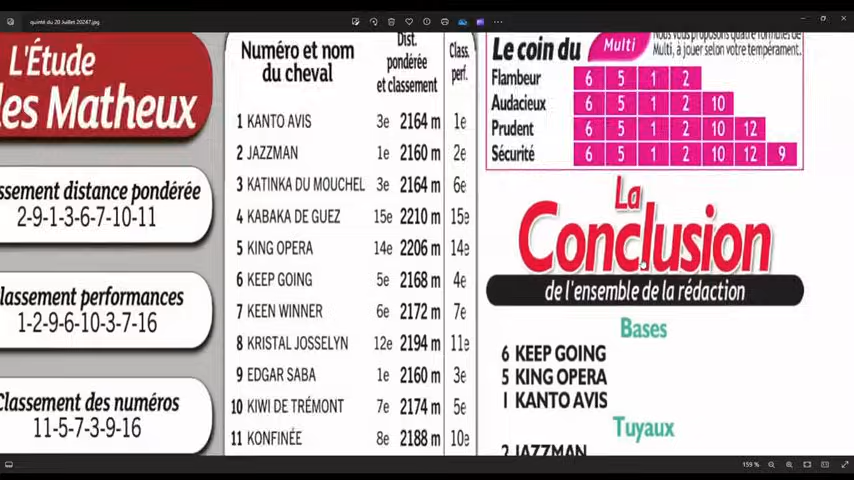 quinté du 20 Juillet 20247.jpg
L'Étude
les Matheux
ssement distance pondérée
2-9-1-3-6-7-10-11
lassement performances
1-2-9-6-10-3-7-16
Classement des numéros
11-5-7-3-9-16
Numéro et nom
du cheval
Dist.
pondérée
et classement
Class.
perf.
1 KANTO AVIS 3e 2164 m 1e
2 JAZZMAN 1e 2160 m 2e
3 KATINKA DU MOUCHEL 3e 2164 m 6e
4 KABAKA DE GUEZ 15e 2210 m 15e
5 KING OPERA 14e 2206 m 14e
6 KEEP GOING 5e 2168 m 4e
7 KEEN WINNER 6e 2172 m 7e
8 KRISTAL JOSSELYN 12e 2194 m 11e
9 EDGAR SABA 1e 2160 m 3e
10 KIWI DE TRÉMONT 7e 2174 m 5e
11 KONFINÉE 8e 2188 m 10e
Le coin du Multi
Nous vous proposons quatre formules de
Multi, à jouer selon votre tempérament.
Flambeur 6 5 1 2
Audacieux 6 5 1 2 10
Prudent 6 5 1 2 10 12
Sécurité 6 5 1 2 10 12 9
La
Conclusion
de l'ensemble de la rédaction
Bases
6 KEEP GOING
5 KING OPERA
1 KANTO AVIS
Tuyaux
2 JAZZMAN
159 %